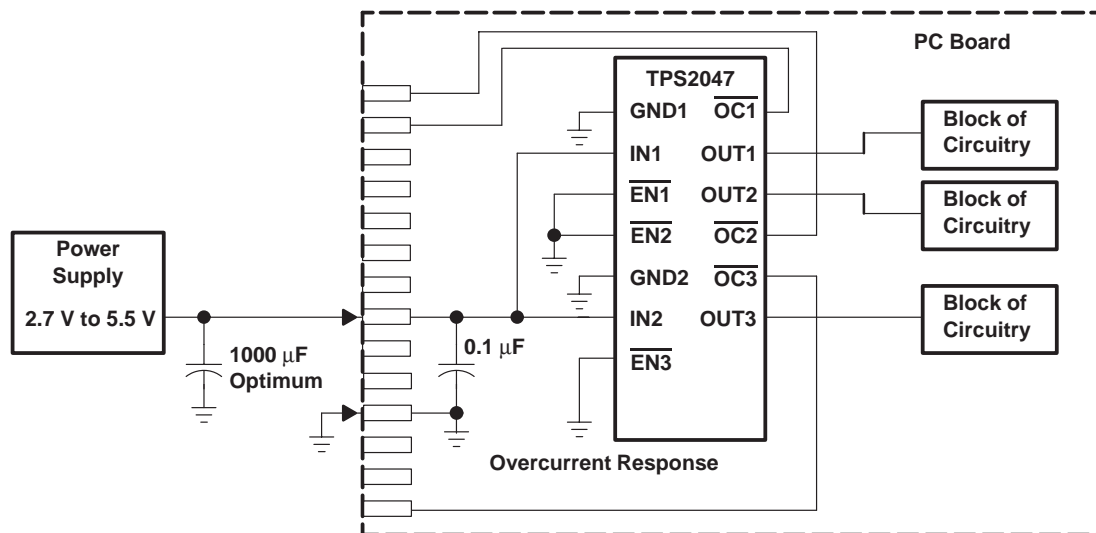 PC Board
TPS2047
GND1 OC1
IN1 OUT1
EN1 OUT2
EN2 OC2
GND2 OC3
IN2 OUT3
EN3
Block of
Circuitry
Block of
Circuitry
Block of
Circuitry
Power
Supply
2.7 V to 5.5 V
1000 μF
Optimum
0.1 μF
Overcurrent Response